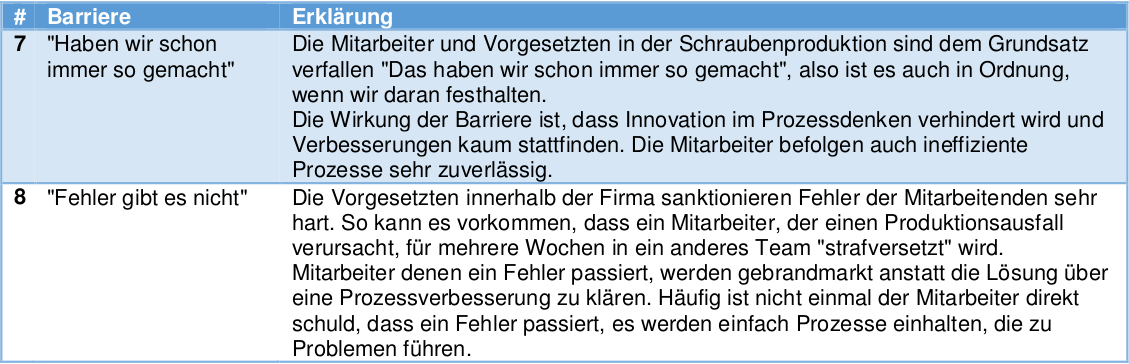 # Barriere Erklärung
7 "Haben wir schon Die Mitarbeiter und Vorgesetzten in der Schraubenproduktion sind dem Grundsatz
immer so gemacht" verfallen "Das haben wir schon immer so gemacht", also ist es auch in Ordnung,
wenn wir daran festhalten.
Die Wirkung der Barriere ist, dass Innovation im Prozessdenken verhindert wird und
Verbesserungen kaum stattfinden. Die Mitarbeiter befolgen auch ineffiziente
Prozesse sehr zuverlässig.
8 "Fehler gibt es nicht" Die Vorgesetzten innerhalb der Firma sanktionieren Fehler der Mitarbeitenden sehr
hart. So kann es vorkommen, dass ein Mitarbeiter, der einen Produktionsausfall
verursacht, für mehrere Wochen in ein anderes Team "strafversetzt" wird.
Mitarbeiter denen ein Fehler passiert, werden gebrandmarkt anstatt die Lösung über
eine Prozessverbesserung zu klären. Häufig ist nicht einmal der Mitarbeiter direkt
schuld, dass ein Fehler passiert, es werden einfach Prozesse einhalten, die zu
Problemen führen.